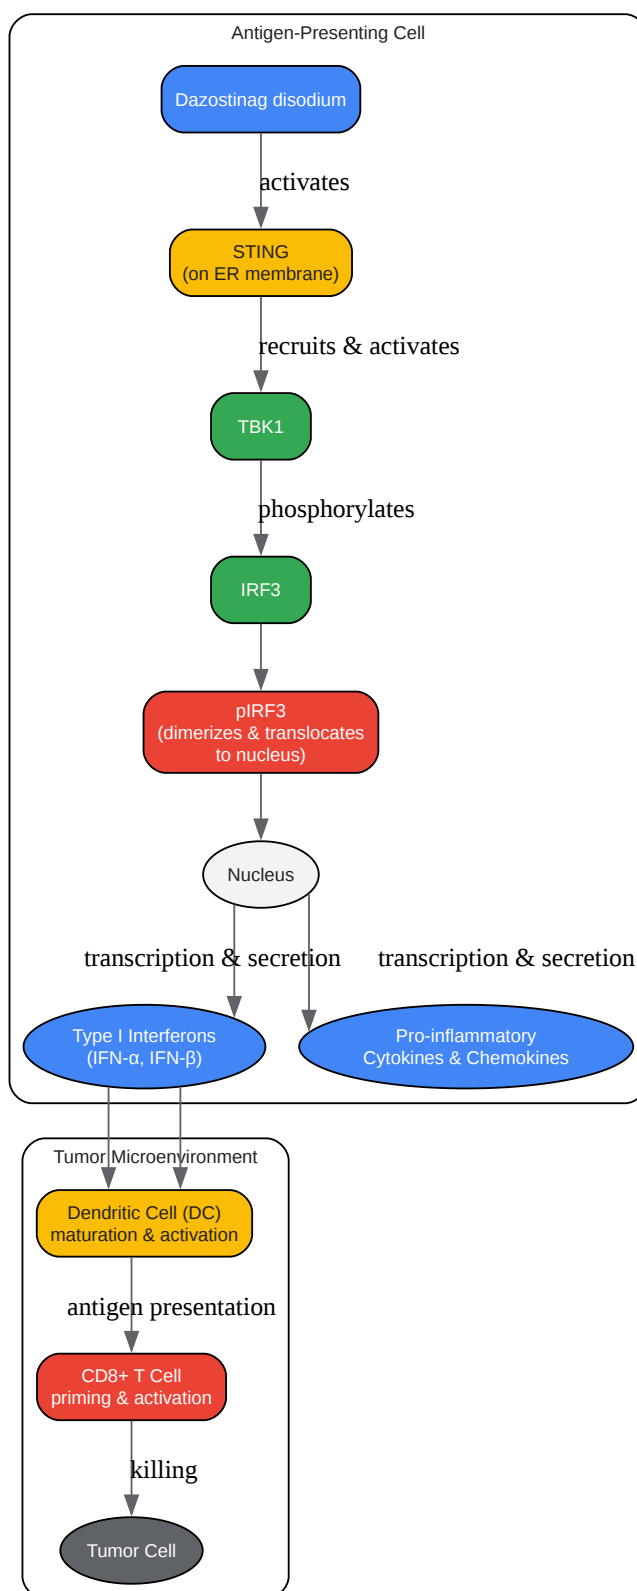 Antigen-Presenting Cell
Dazostinag disodium
activates
STING
(on ER membrane)
recruits & activates
TBK1
phosphorylates
IRF3
pIRF3
(dimerizes & translocates
to nucleus)
Nucleus
transcription & secretion
transcription & secretion
Type I Interferons
(IFN-α, IFN-β)
Pro-inflammatory
Cytokines & Chemokines
Tumor Microenvironment
Dendritic Cell (DC)
maturation & activation
antigen presentation
CD8+ T Cell
priming & activation
killing
Tumor Cell